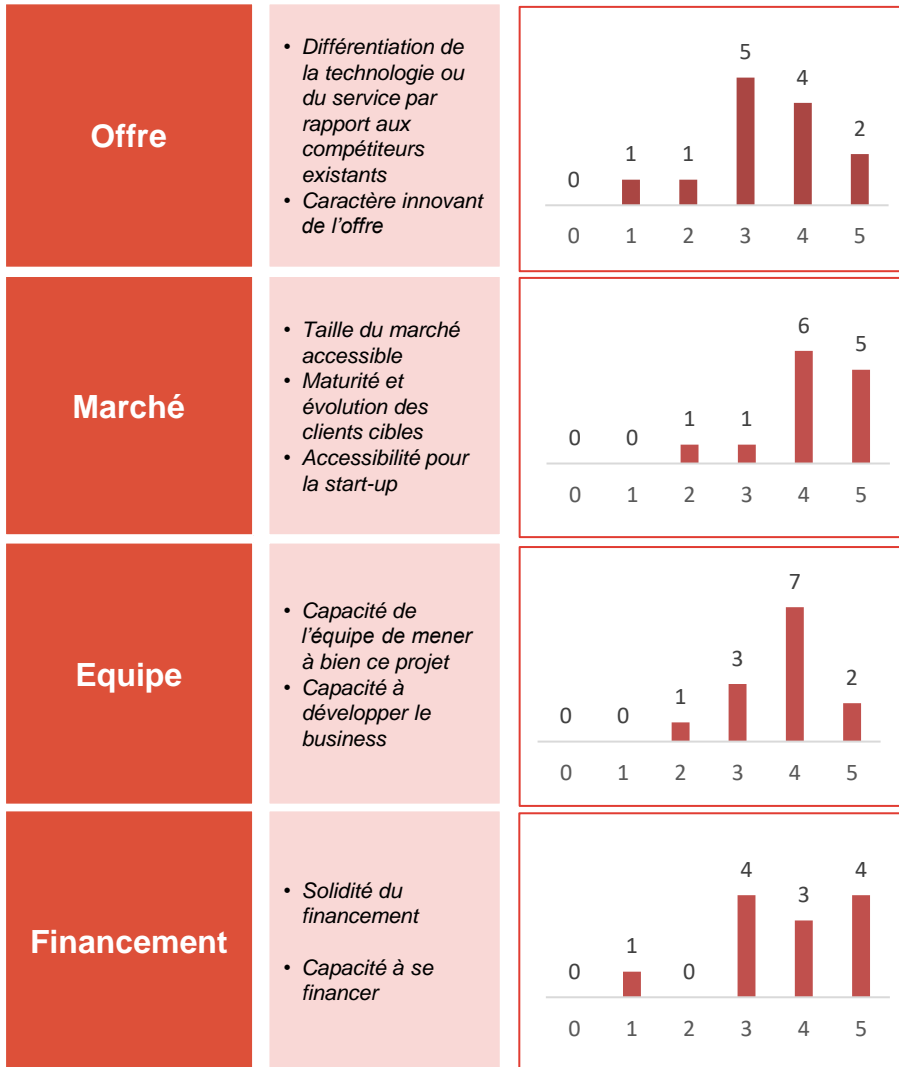 Offre
• Différentiation de
la technologie ou
du service par
rapport aux
compétiteurs
existants
• Caractère innovant
de l'offre
0 1 1 5 4 2
0 1 2 3 4 5
Marché
• Taille du marché
accessible
• Maturité et
évolution des
clients cibles
• Accessibilité pour
la start-up
0 0 1 1 6 5
0 1 2 3 4 5
Equipe
• Capacité de
l'équipe de mener
à bien ce projet
• Capacité à
développer le
business
0 0 1 3 7 2
0 1 2 3 4 5
Financement
• Solidité du
financement
• Capacité à se
financer
0 1 0 4 3 4
0 1 2 3 4 5